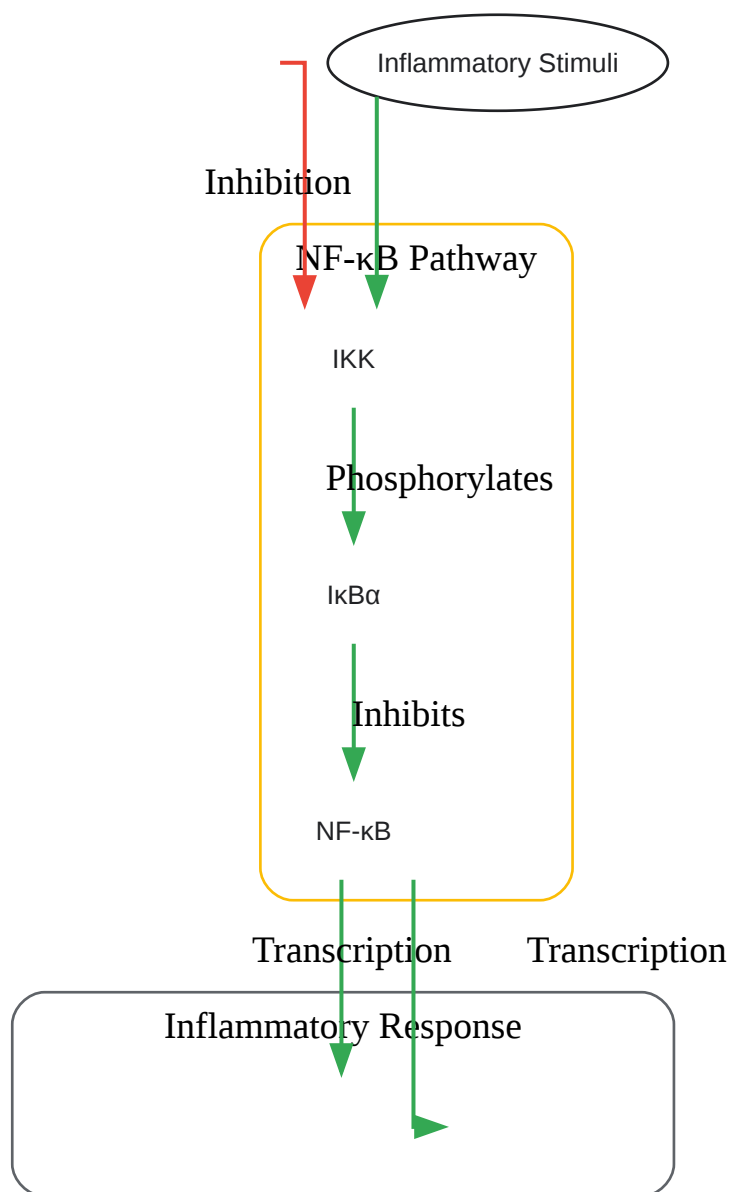 Inflammatory Stimuli
Inhibition
NF-κB Pathway
IKK
Phosphorylates
IκBα
Inhibits
NF-κB
Transcription
Transcription
Inflammatory Response